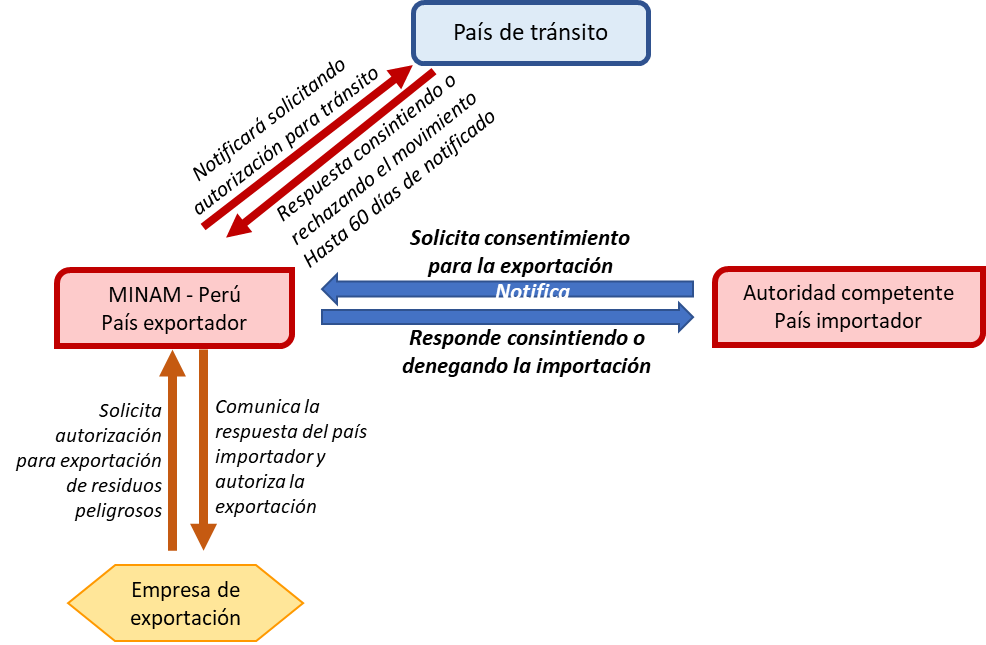 País de tránsito
Notificará solicitando
autorización para tránsito
Respuesta consintiendo o
rechazando el movimiento
Hasta 60 días de notificado
Solicita consentimiento
para la exportación
Notifica
Responde consintiendo o
denegando la importación
MINAM - Perú
País exportador
Autoridad competente
País importador
Solicita
autorización
para exportación
de residuos
peligrosos
Comunica la
respuesta del país
importador y
autoriza la
exportación
Empresa de
exportación